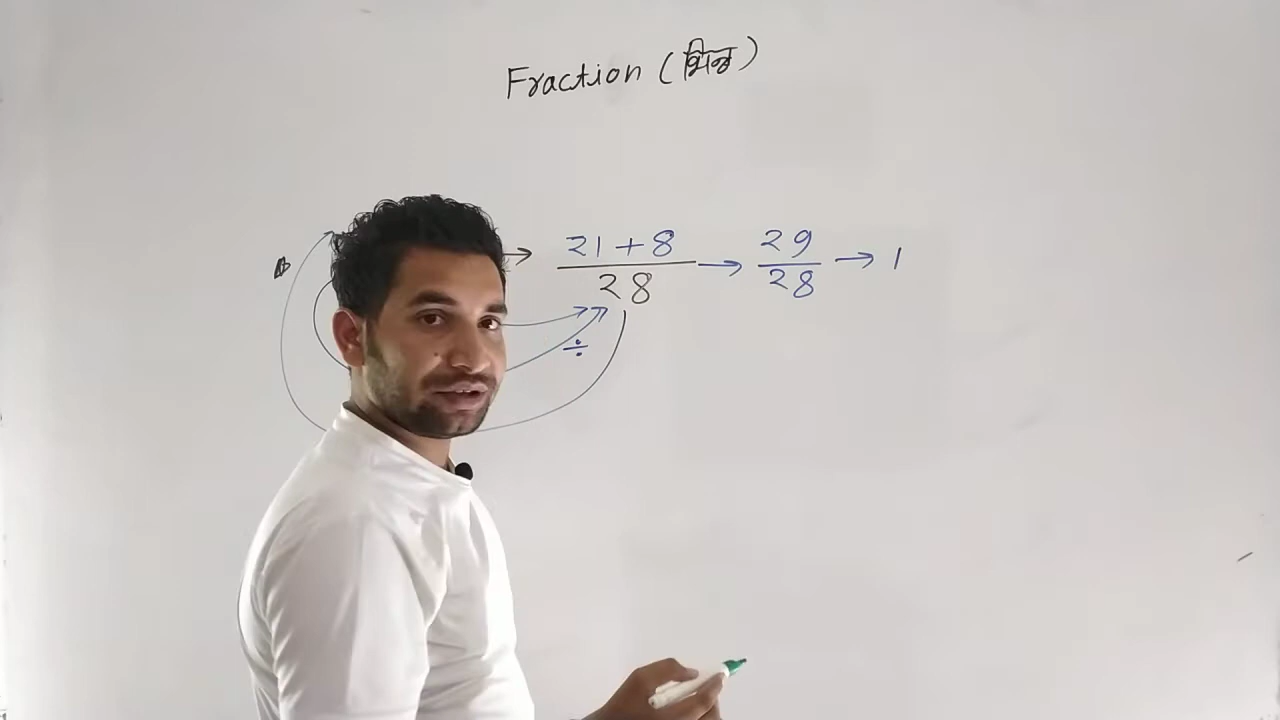 Fraction (भिन्न)
→ 21+8/28 → 29/28 → 1
÷